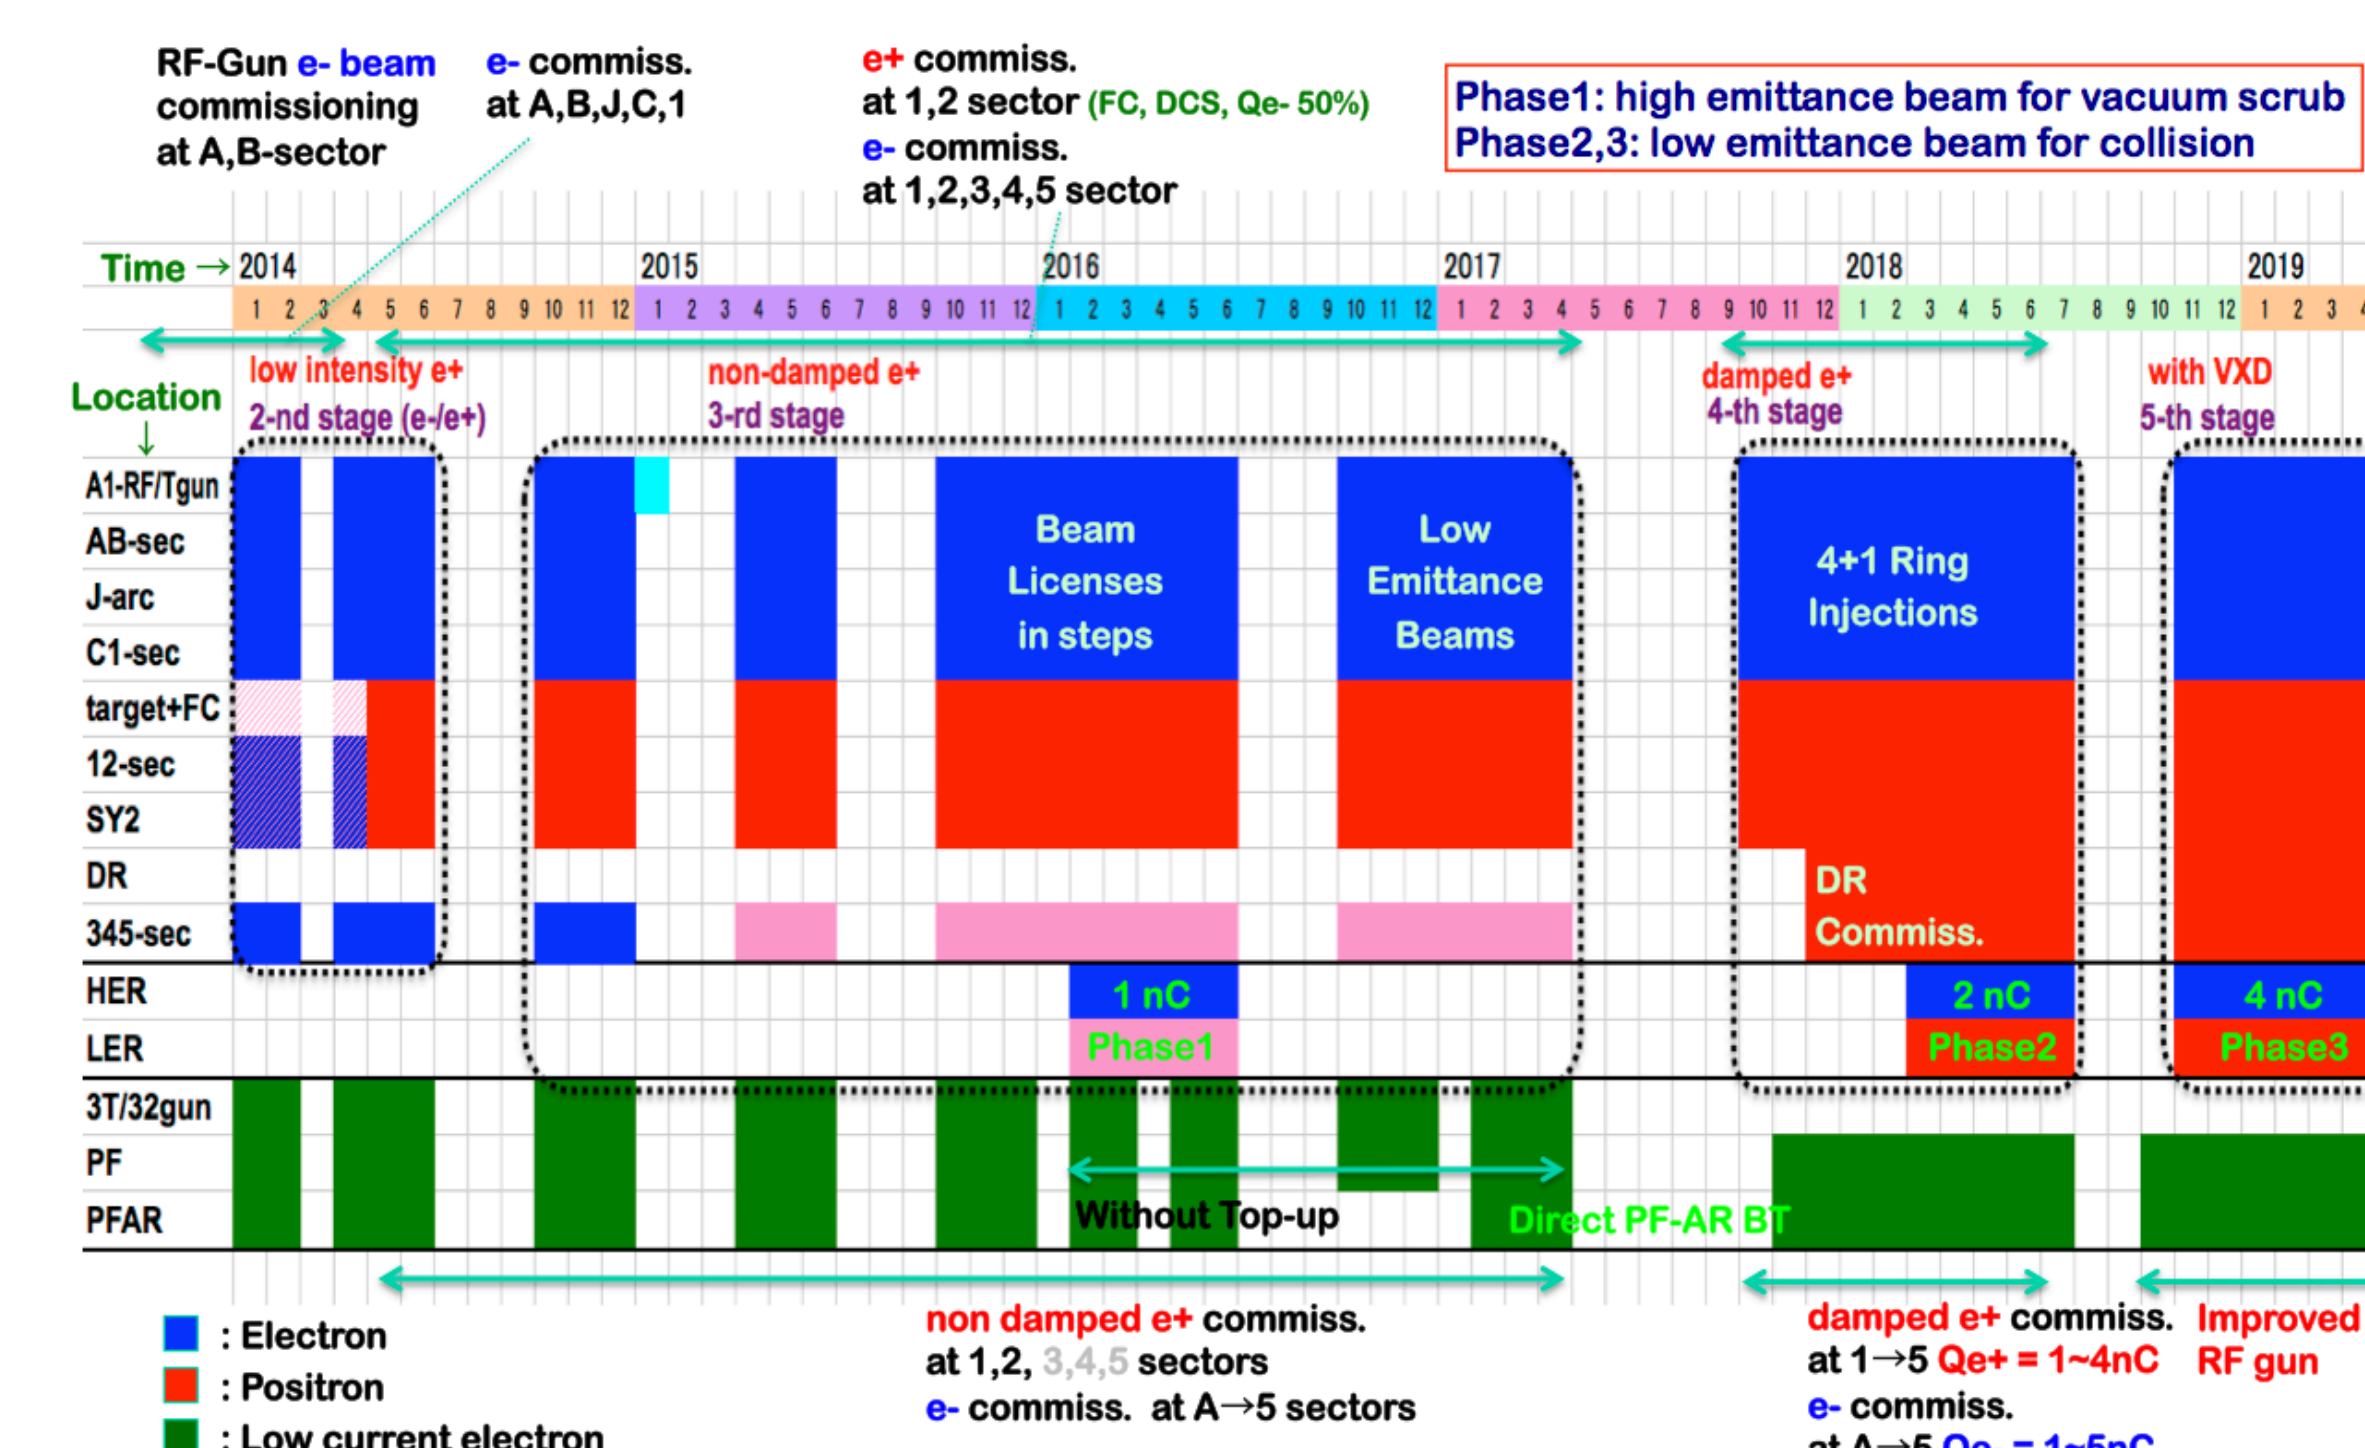 RF-Gun e- beam
commissioning
at A,B-sector
e- commiss.
at A,B,J,C,1
e+ commiss.
at 1,2 sector (FC, DCS, Qe- 50%)
e- commiss.
at 1,2,3,4,5 sector
Phase1: high emittance beam for vacuum scrub
Phase2,3: low emittance beam for collision
Time → 2014 2015 2016 2017 2018 2019
1 2 3 4 5 6 7 8 9 10 11 12 1 2 3 4 5 6 7 8 9 10 11 12 1 2 3 4 5 6 7 8 9 10 11 12 1 2 3 4 5 6 7 8 9 10 11 12 1 2 3 4 5 6 7 8 9 10 11 12 1 2 3 4
low intensity e+
2-nd stage (e-/e+)
non-damped e+
3-rd stage
damped e+
4-th stage
with VXD
5-th stage
Location
↓
A1-RF/Tgun
AB-sec
J-arc
C1-sec
target+FC
12-sec
SY2
DR
345-sec
HER
LER
3T/32gun
PF
PFAR
Beam
Licenses
in steps
Low
Emittance
Beams
4+1 Ring
Injections
DR
Commiss.
1 nC
Phase1
2 nC
Phase2
4 nC
Phase3
Without Top-up
Direct PF-AR BT
: Electron
: Positron
: Low current electron
non damped e+ commiss.
at 1,2, 3,4,5 sectors
e- commiss. at A→5 sectors
damped e+ commiss.
at 1→5 Qe+ = 1~4nC
e- commiss.
at A→5 Qe- = 1~5nC
Improved
RF gun